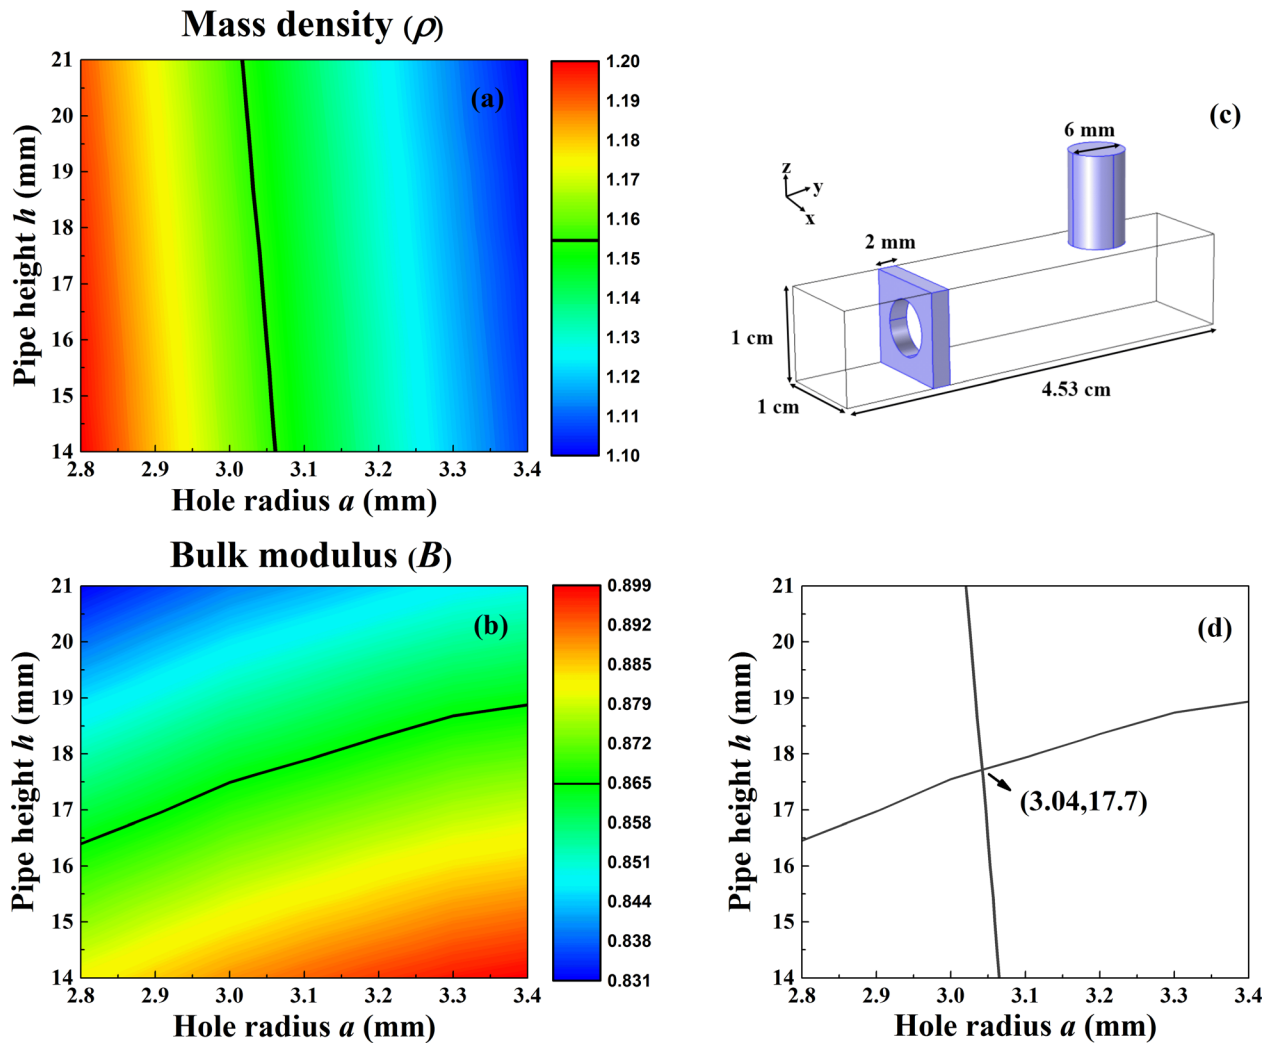 Mass density (ρ)
21
20
19
18
17
16
15
14
Pipe height h (mm)
(a)
2.8 2.9 3.0 3.1 3.2 3.3 3.4
Hole radius a (mm)
1.20
1.19
1.18
1.17
1.16
1.15
1.14
1.13
1.12
1.11
1.10
(c)
6 mm
z
y
x
2 mm
1 cm
1 cm
4.53 cm
Bulk modulus (B)
21
20
19
18
17
16
15
14
Pipe height h (mm)
(b)
2.8 2.9 3.0 3.1 3.2 3.3 3.4
Hole radius a (mm)
0.899
0.892
0.885
0.879
0.872
0.865
0.858
0.851
0.844
0.838
0.831
21
20
19
18
17
16
15
14
Pipe height h (mm)
(d)
(3.04,17.7)
2.8 2.9 3.0 3.1 3.2 3.3 3.4
Hole radius a (mm)